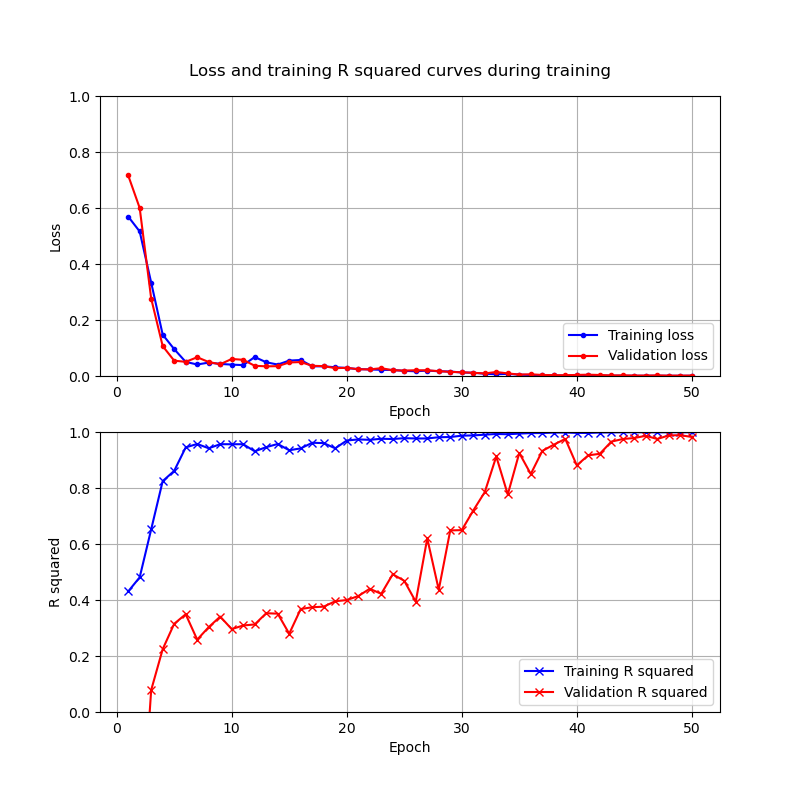 Loss and training R squared curves during training
1.0
0.8
0.6
0.4
0.2
0.0
Loss
Training loss
Validation loss
0 10 20 30 40 50
Epoch
1.0
0.8
0.6
0.4
0.2
0.0
R squared
Training R squared
Validation R squared
0 10 20 30 40 50
Epoch